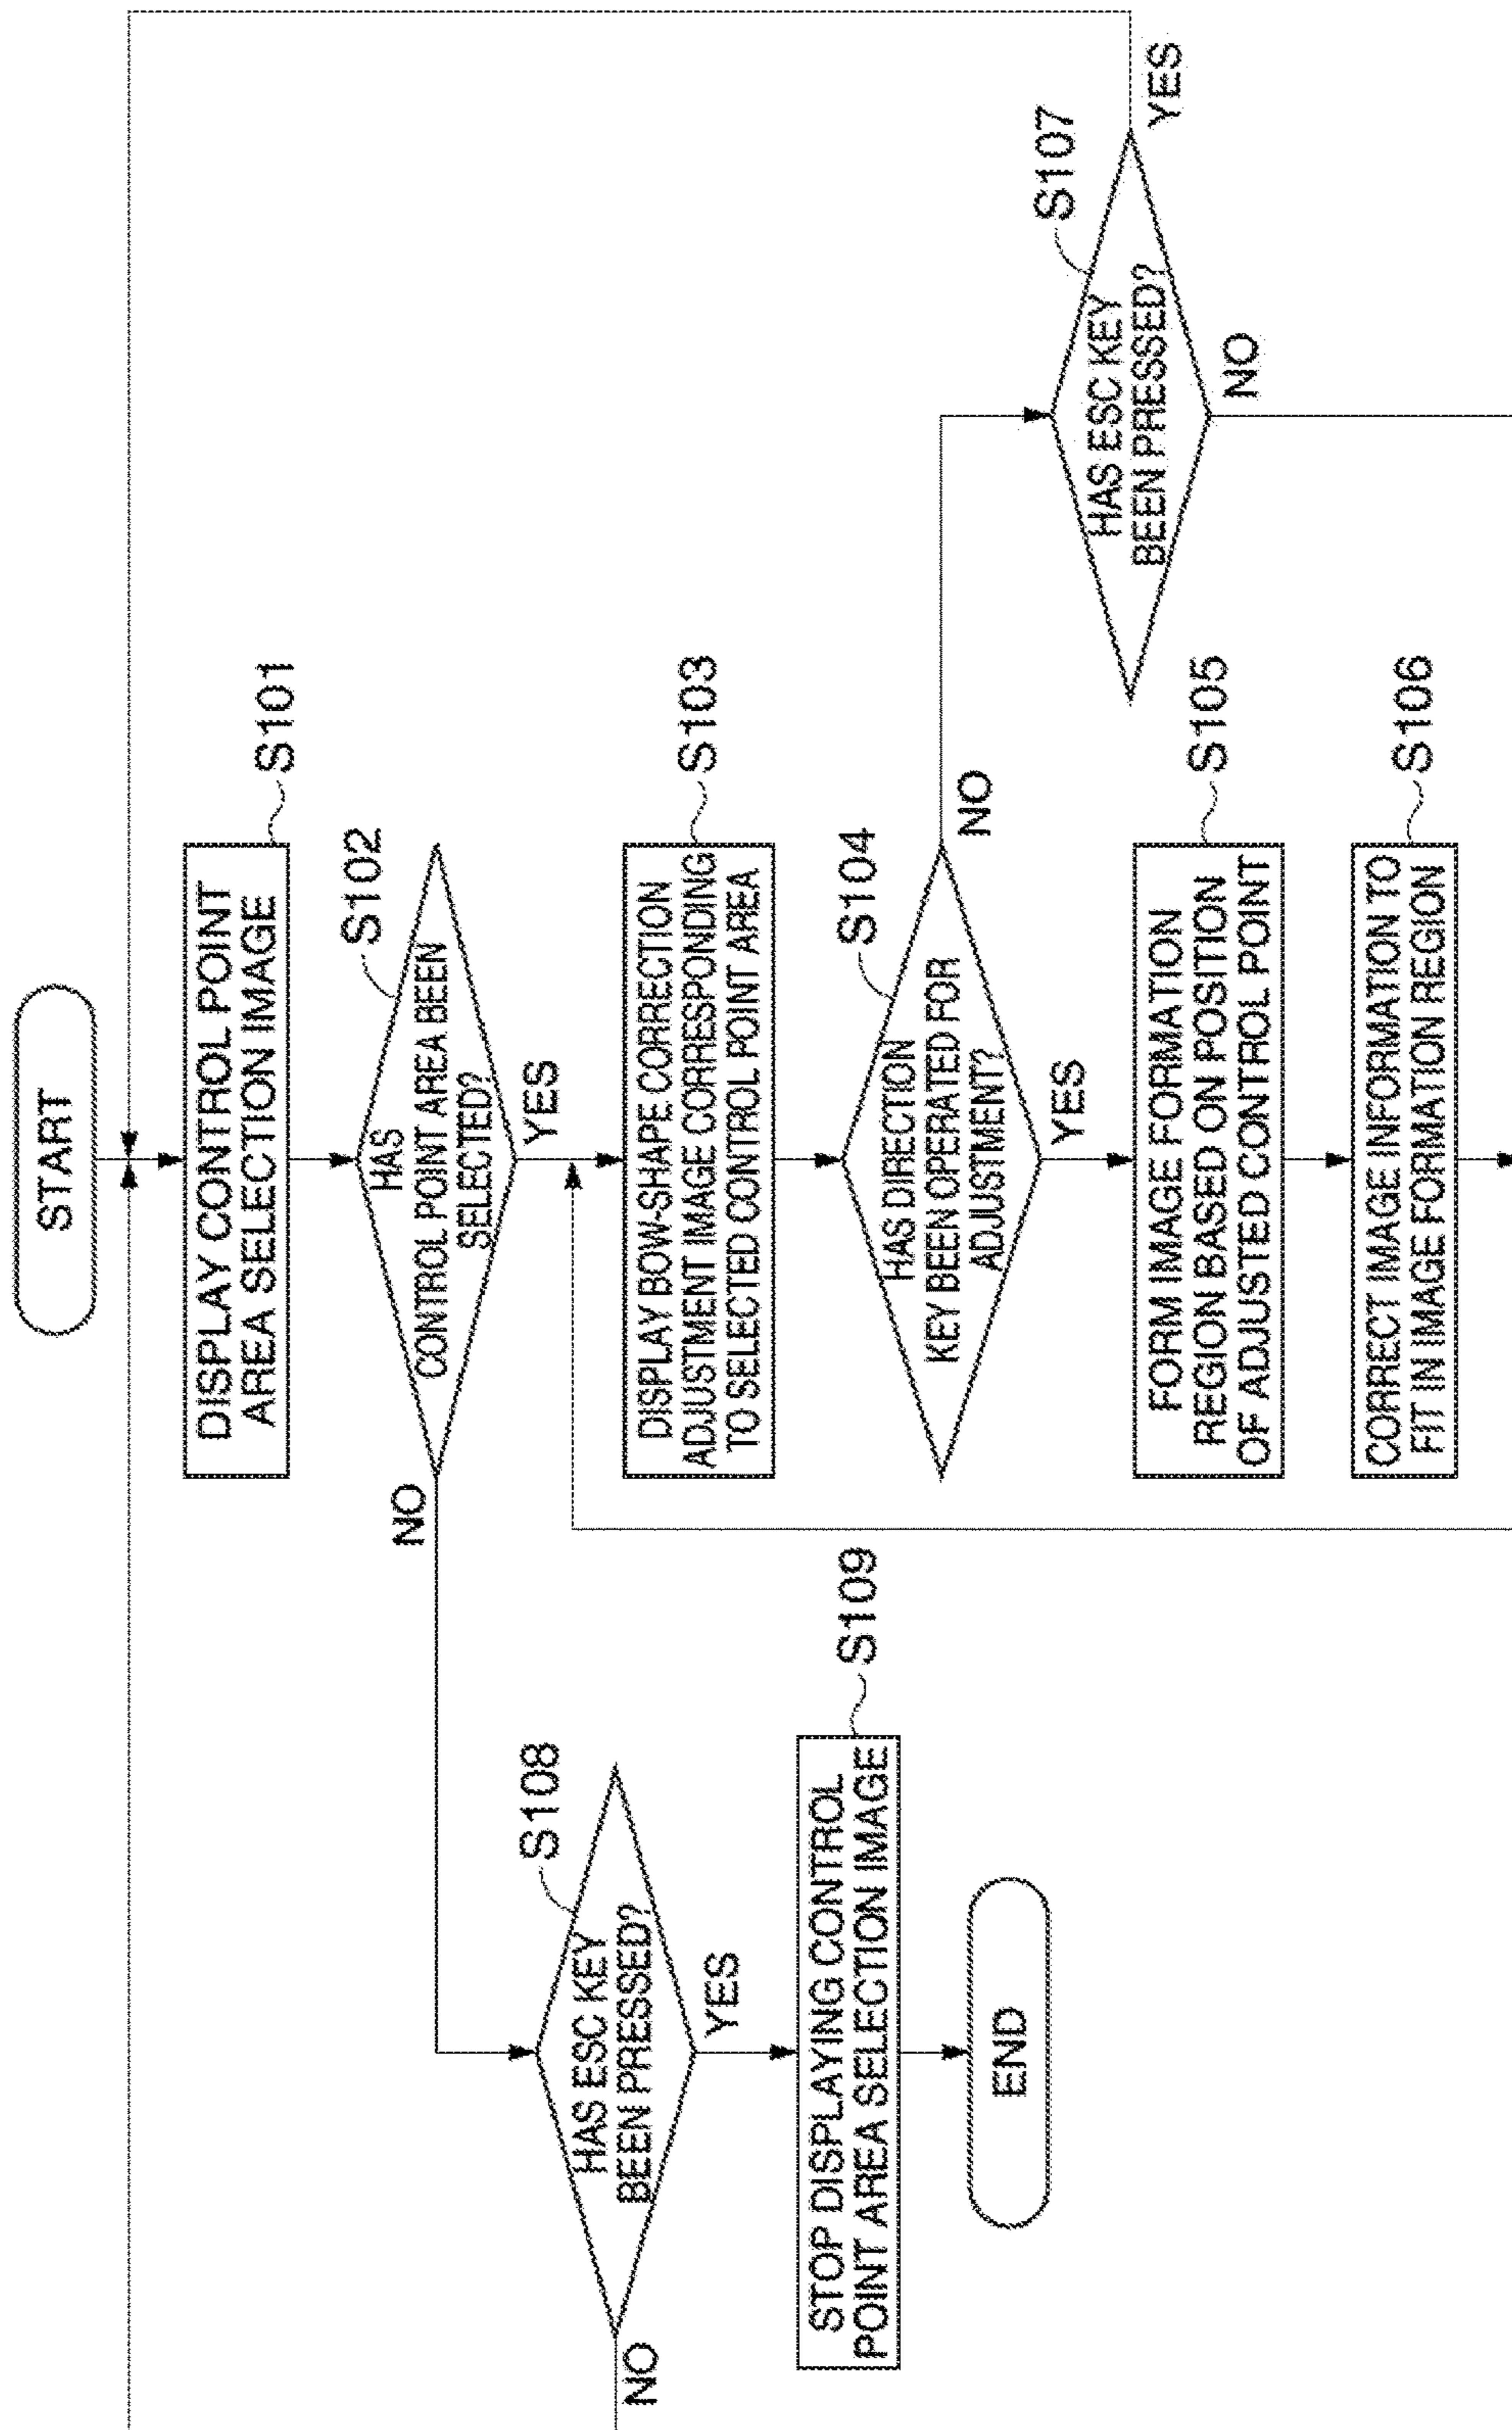 START
DISPLAY CONTROL POINT
AREA SELECTION IMAGE
S101
HAS
CONTROL POINT AREA BEEN
SELECTED?
S102
NO
YES
DISPLAY BOW-SHAPE CORRECTION
ADJUSTMENT IMAGE CORRESPONDING
TO SELECTED CONTROL POINT AREA
S103
HAS DIRECTION
KEY BEEN OPERATED FOR
ADJUSTMENT?
S104
NO
YES
FORM IMAGE FORMATION
REGION BASED ON POSITION
OF ADJUSTED CONTROL POINT
S105
CORRECT IMAGE INFORMATION TO
FIT IN IMAGE FORMATION REGION
S106
HAS ESC KEY
BEEN PRESSED?
S107
YES
NO
HAS ESC KEY
BEEN PRESSED?
S108
NO
YES
STOP DISPLAYING CONTROL
POINT AREA SELECTION IMAGE
S109
END